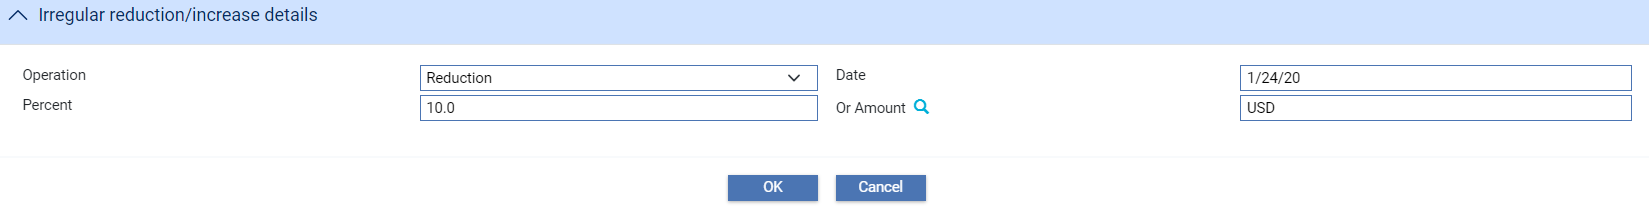 Irregular reduction/increase details
Operation Reduction Date 1/24/20
Percent 10.0 Or Amount USD
OK Cancel